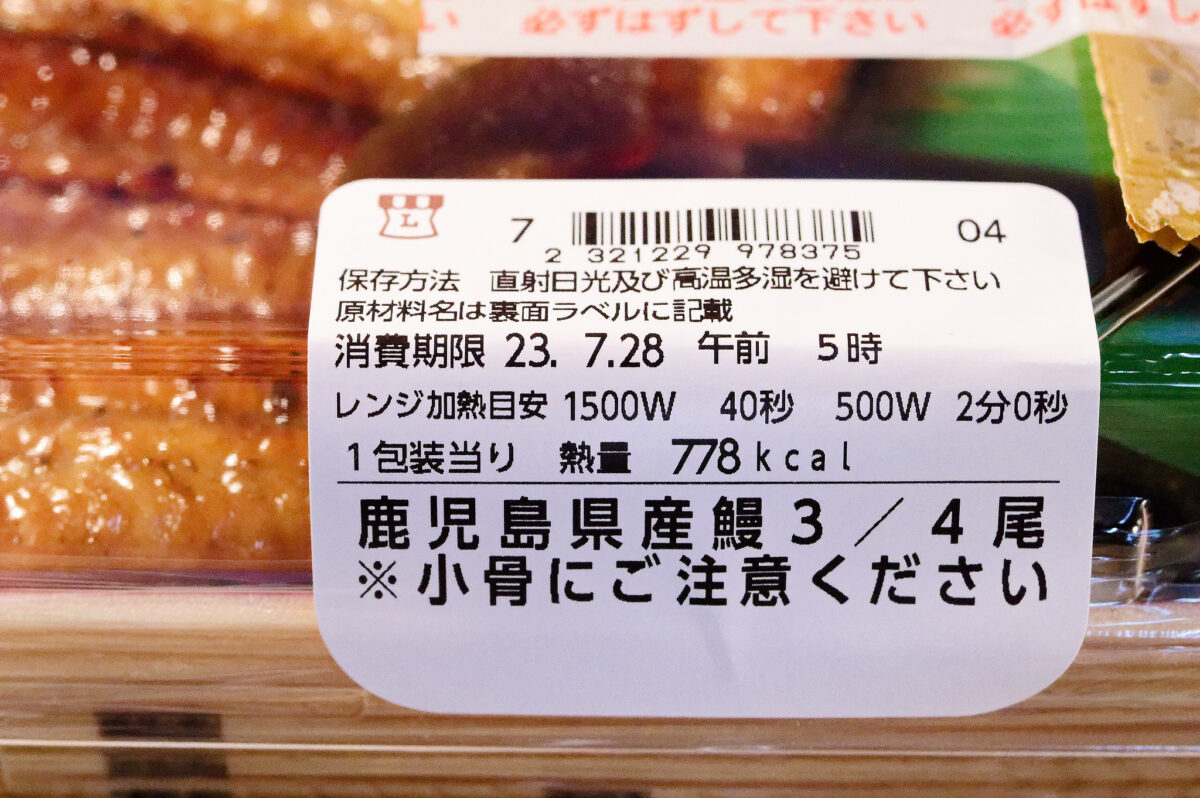 必ずはずして下さい
必ずはずし
L
7 04
2 321229 978375
保存方法 直射日光及び高温多湿を避けて下さい
原材料名は裏面ラベルに記載
消費期限 23. 7.28 午前 5時
レンジ加熱目安 1500W 40秒 500W 2分0秒
1包装当り 熱量 778kcal
鹿児島県産鰻3／4尾
※小骨にご注意ください